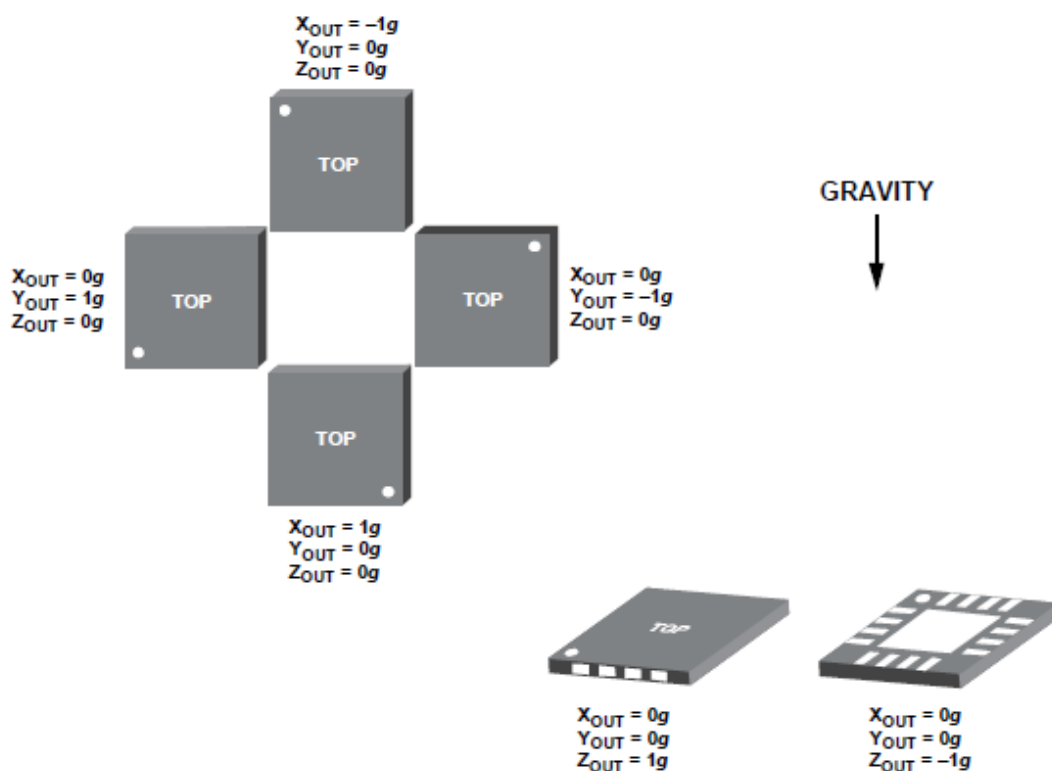 XOUT = –1g
YOUT = 0g
ZOUT = 0g
TOP
GRAVITY
XOUT = 0g
YOUT = 1g
ZOUT = 0g
TOP
TOP
XOUT = 0g
YOUT = –1g
ZOUT = 0g
TOP
XOUT = 1g
YOUT = 0g
ZOUT = 0g
TOP
XOUT = 0g
YOUT = 0g
ZOUT = 1g
XOUT = 0g
YOUT = 0g
ZOUT = –1g